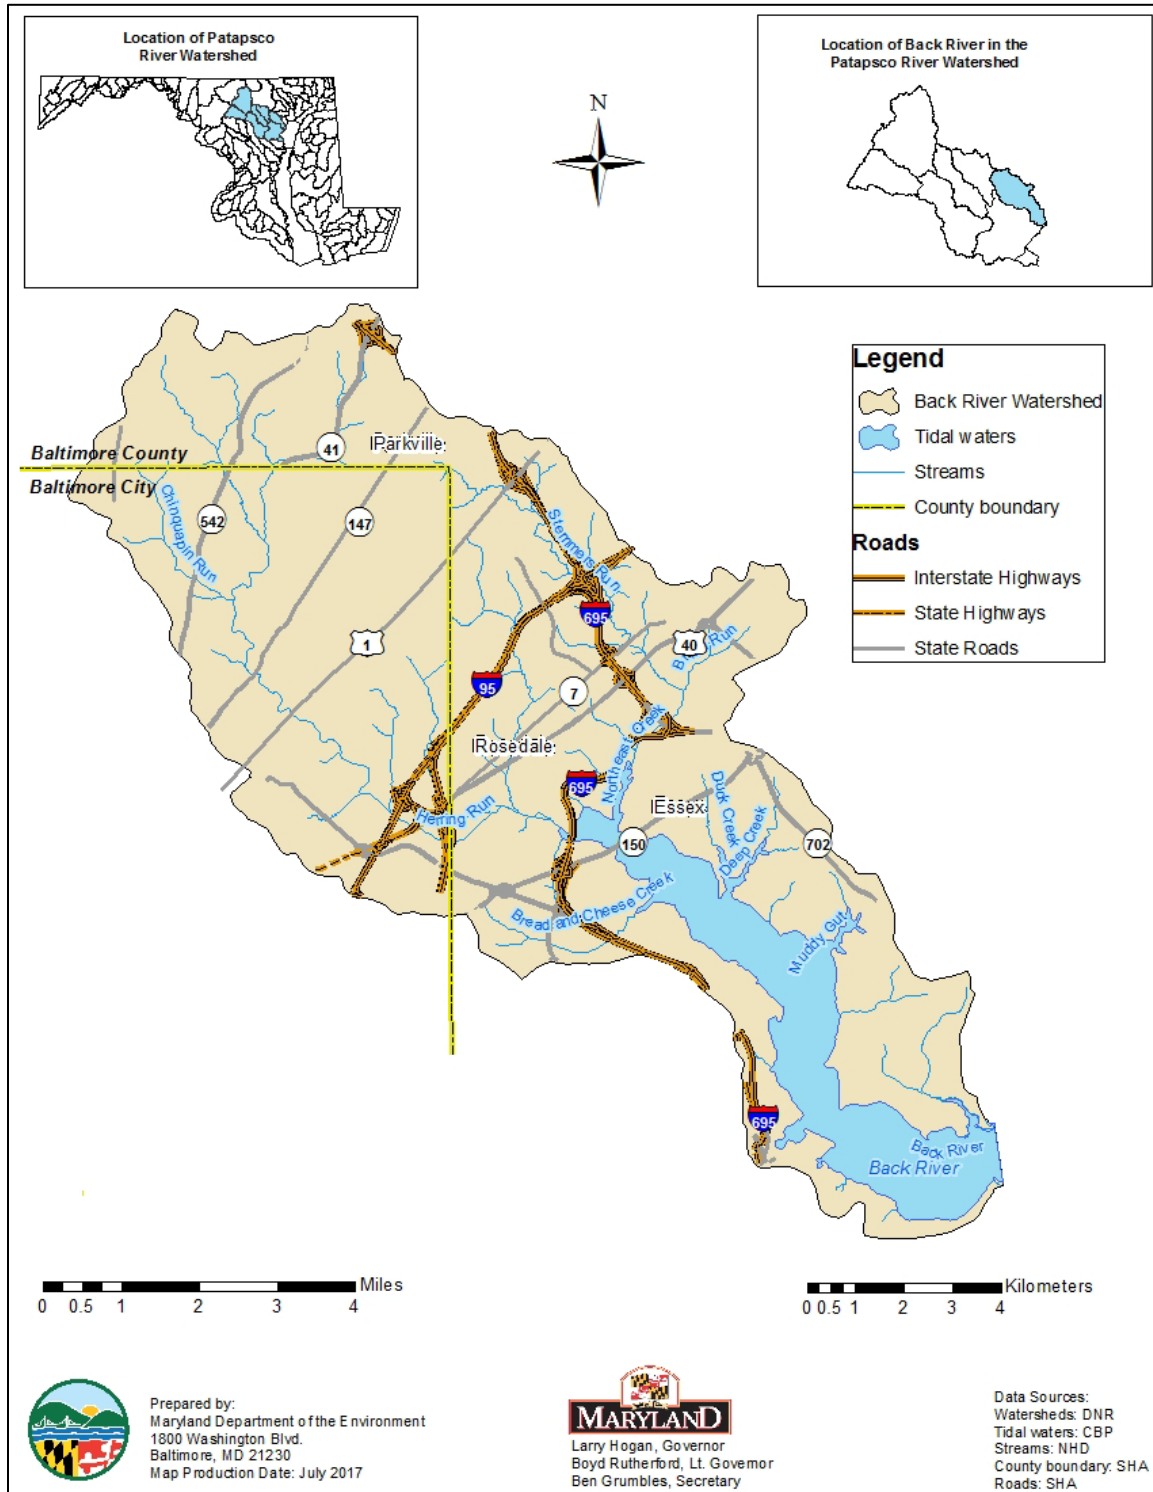 Location of Patapsco
River Watershed
Location of Back River in the
Patapsco River Watershed
N
Legend
Back River Watershed
Tidal waters
Streams
County boundary
Roads
Interstate Highways
State Highways
State Roads
Baltimore County
Baltimore City
Parkville
41
542
147
Chinquapin Run
Stemmers Run
1
695
40
95
7
Rosedale
Northeast Creek
695
Herring Run
Essex
150
Duck Creek
Deep Creek
702
Bread and Cheese Creek
Muddy Gut
695
Back River
Back River
Miles
0 0.5 1 2 3 4
Kilometers
0 0.5 1 2 3 4
Prepared by:
Maryland Department of the Environment
1800 Washington Blvd.
Baltimore, MD 21230
Map Production Date: July 2017
MARYLAND
Larry Hogan, Governor
Boyd Rutherford, Lt. Governor
Ben Grumbles, Secretary
Data Sources:
Watersheds: DNR
Tidal waters: CBP
Streams: NHD
County boundary: SHA
Roads: SHA